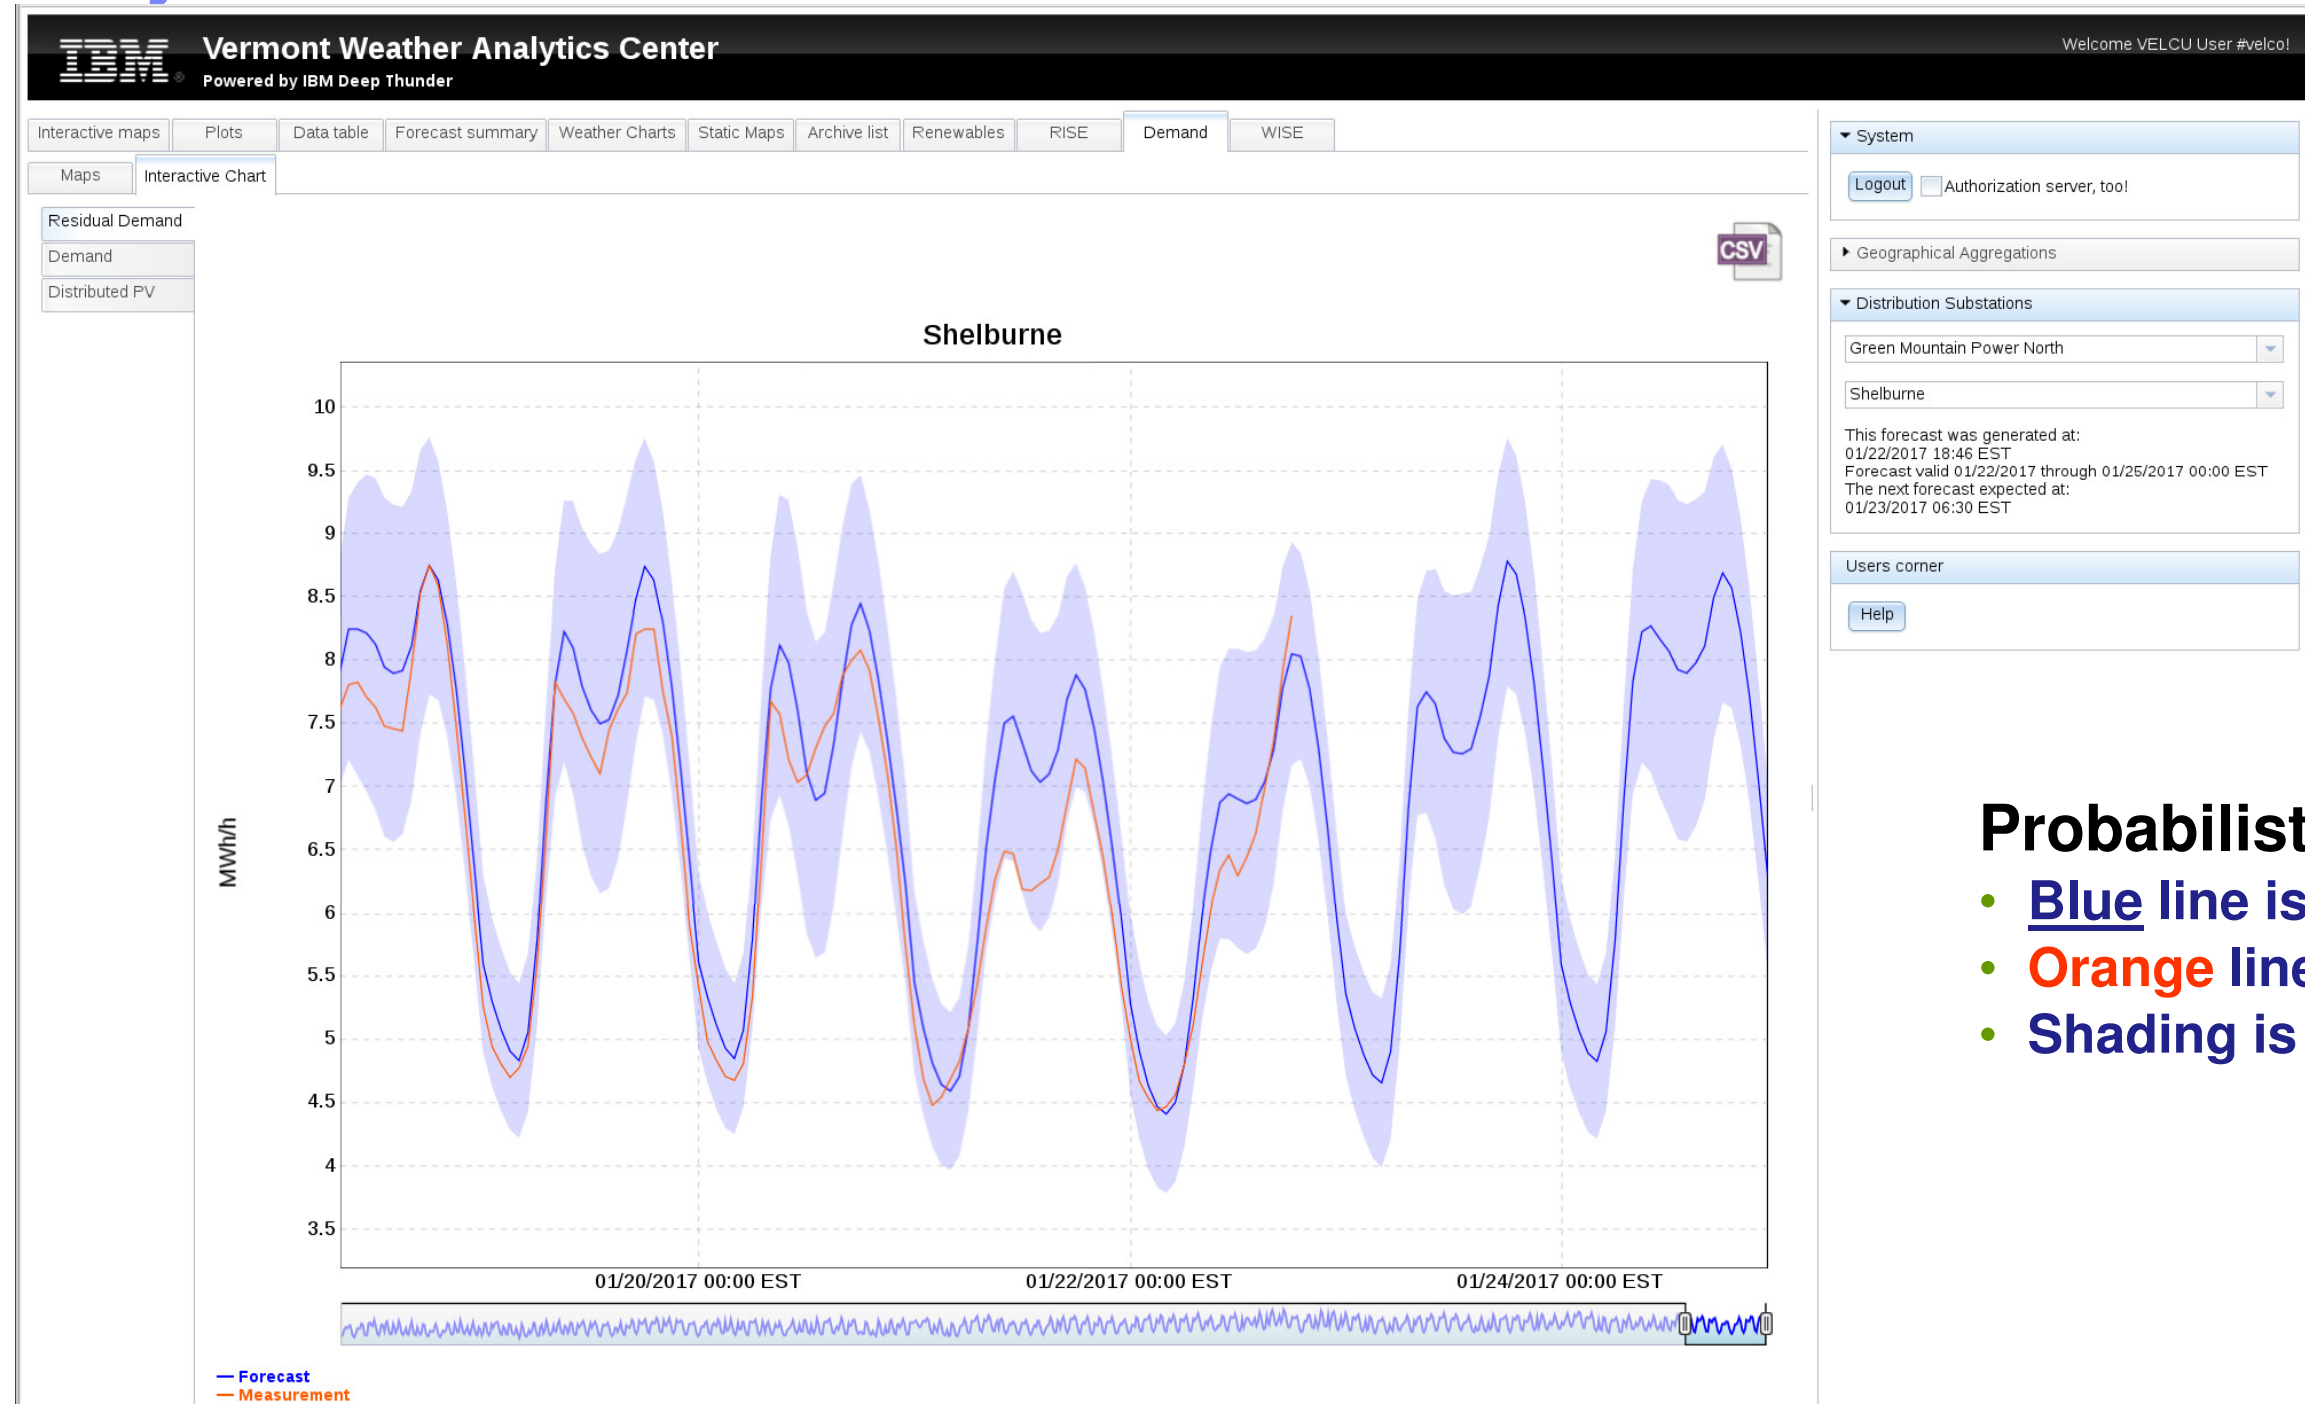 IBM®
Vermont Weather Analytics Center
Powered by IBM Deep Thunder
Welcome VELCU User #velco!
Interactive maps Plots Data table Forecast summary Weather Charts Static Maps Archive list Renewables RISE Demand WISE
Maps Interactive Chart
Residual Demand
Demand
Distributed PV
CSV
Shelburne
10
9.5
9
8.5
8
7.5
7
6.5
6
5.5
5
4.5
4
3.5
MWh/h
01/20/2017 00:00 EST 01/22/2017 00:00 EST 01/24/2017 00:00 EST
Forecast
Measurement
System
Logout Authorization server, too!
Geographical Aggregations
Distribution Substations
Green Mountain Power North
Shelburne
This forecast was generated at:
01/22/2017 18:46 EST
Forecast valid 01/22/2017 through 01/25/2017 00:00 EST
The next forecast expected at:
01/23/2017 06:30 EST
Users corner
Help
Probabilist
• Blue line is
• Orange line
• Shading is